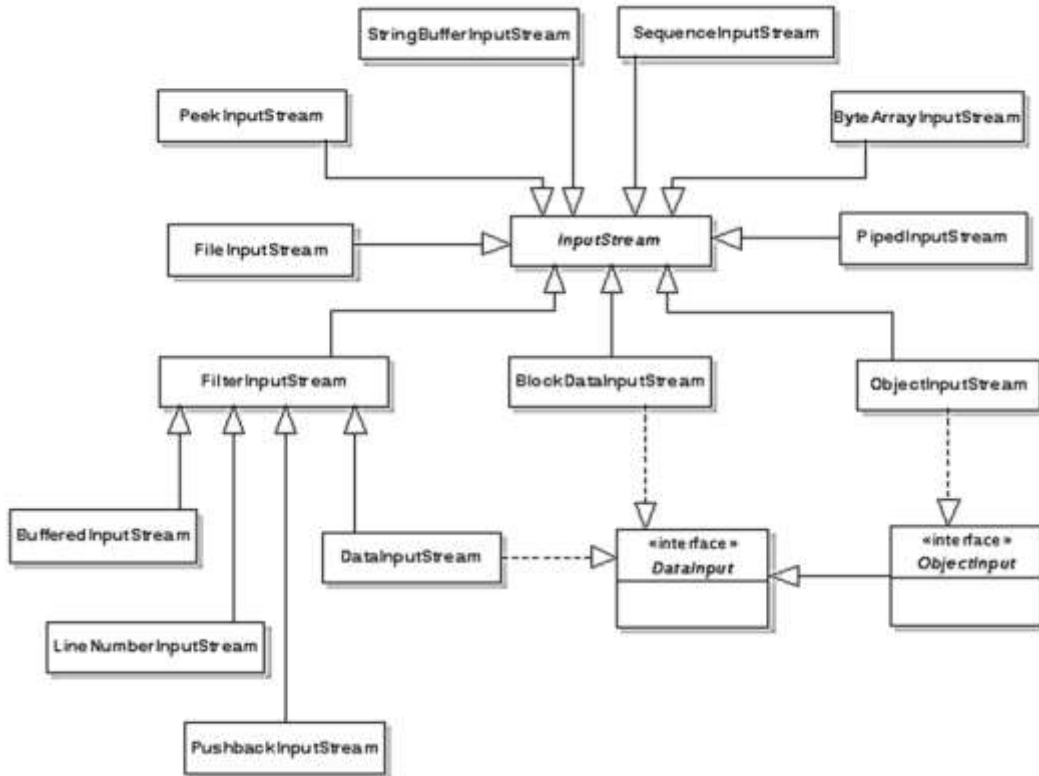 StringBufferInputStream
SequenceInputStream
PeekInputStream
ByteArrayInputStream
FileInputStream
InputStream
PipedInputStream
FilterInputStream
BlockDataInputStream
ObjectInputStream
BufferedInputStream
DataInputStream
«interface»
DataInput
«interface»
ObjectInput
LineNumberInputStream
PushbackInputStream